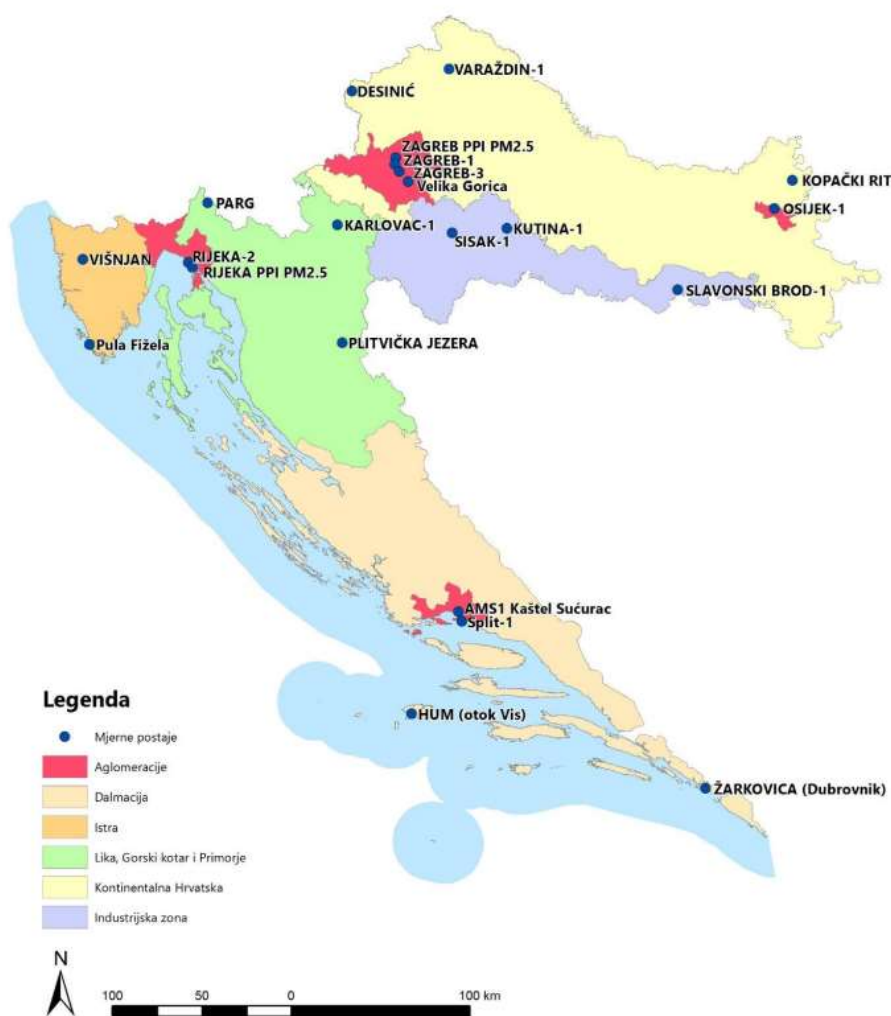 VARAŽDIN-1
DESINIĆ
ZAGREB PPI PM2.5
ZAGREB-1
ZAGREB-3
Velika Gorica
KOPAČKI RIT
PARG
OSIJEK-1
KARLOVAC-1
KUTINA-1
SISAK-1
VIŠNJAN
RIJEKA-2
RIJEKA PPI PM2.5
SLAVONSKI BROD-1
Pula Fižela
PLITVIČKA JEZERA
AMS1 Kaštel Sućurac
Split-1
HUM (otok Vis)
ŽARKOVICA (Dubrovnik)
Legenda
Mjerne postaje
Aglomeracije
Dalmacija
Istra
Lika, Gorski kotar i Primorje
Kontinentalna Hrvatska
Industrijska zona
N
100 50 0 100 km